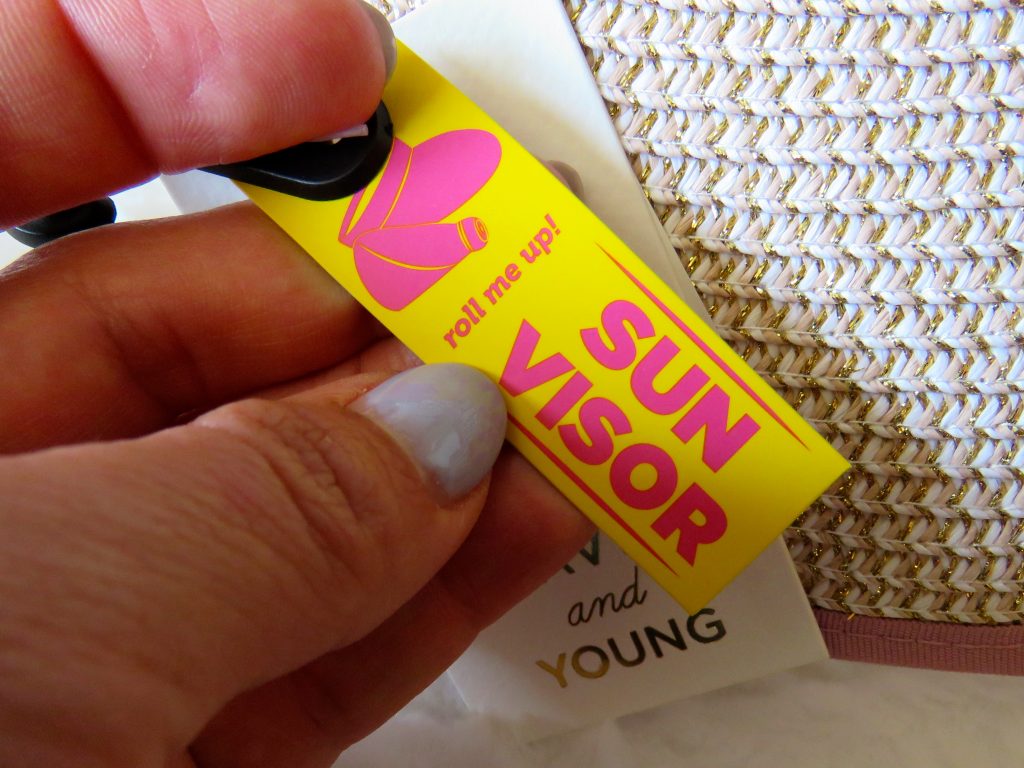 roll me up!
SUN
VISOR
and
YOUNG